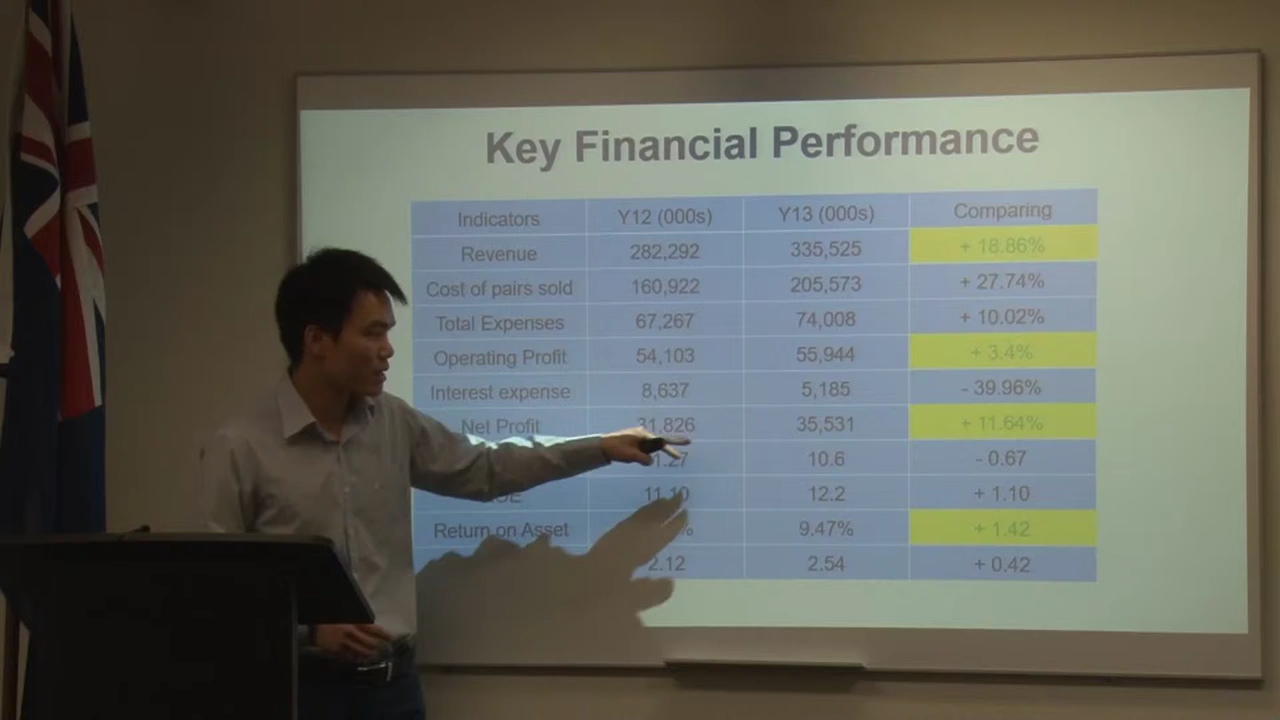 Key Financial Performance
Indicators Y12 (000s) Y13 (000s) Comparing
Revenue 282,292 335,525 + 18.86%
Cost of pairs sold 160,922 205,573 + 27.74%
Total Expenses 67,267 74,008 + 10.02%
Operating Profit 54,103 55,944 + 3.4%
Interest expense 8,637 5,185 - 39.96%
Net Profit 31,826 35,531 + 11.64%
10.6 - 0.67
11.10 12.2 + 1.10
Return on Asset 9.47% + 1.42
2.12 2.54 + 0.42